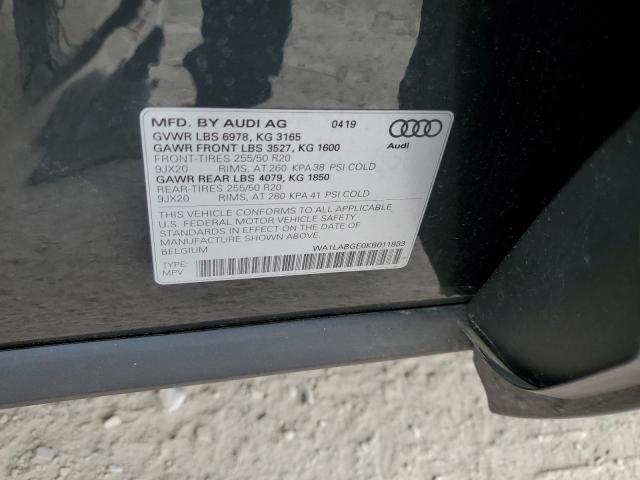 MFD. BY AUDI AG 04 19
GVWR LBS 6978, KG 3165
GAWR FRONT LBS 3527, KG 1600
FRONT-TIRES 255/50 R20
9JX20 RIMS, AT 260 KPA 38 PSI COLD
GAWR REAR LBS 4079, KG 1850
REAR-TIRES 255/50 R20
9JX20 RIMS, AT 280 KPA 41 PSI COLD
Audi
THIS VEHICLE CONFORMS TO ALL APPLICABLE
U.S. FEDERAL MOTOR VEHICLE SAFETY
STANDARDS IN EFFECT ON THE DATE OF
MANUFACTURE SHOWN ABOVE.
BELGIUM
WA1LABGE0KB011833
TYPE:
MPV